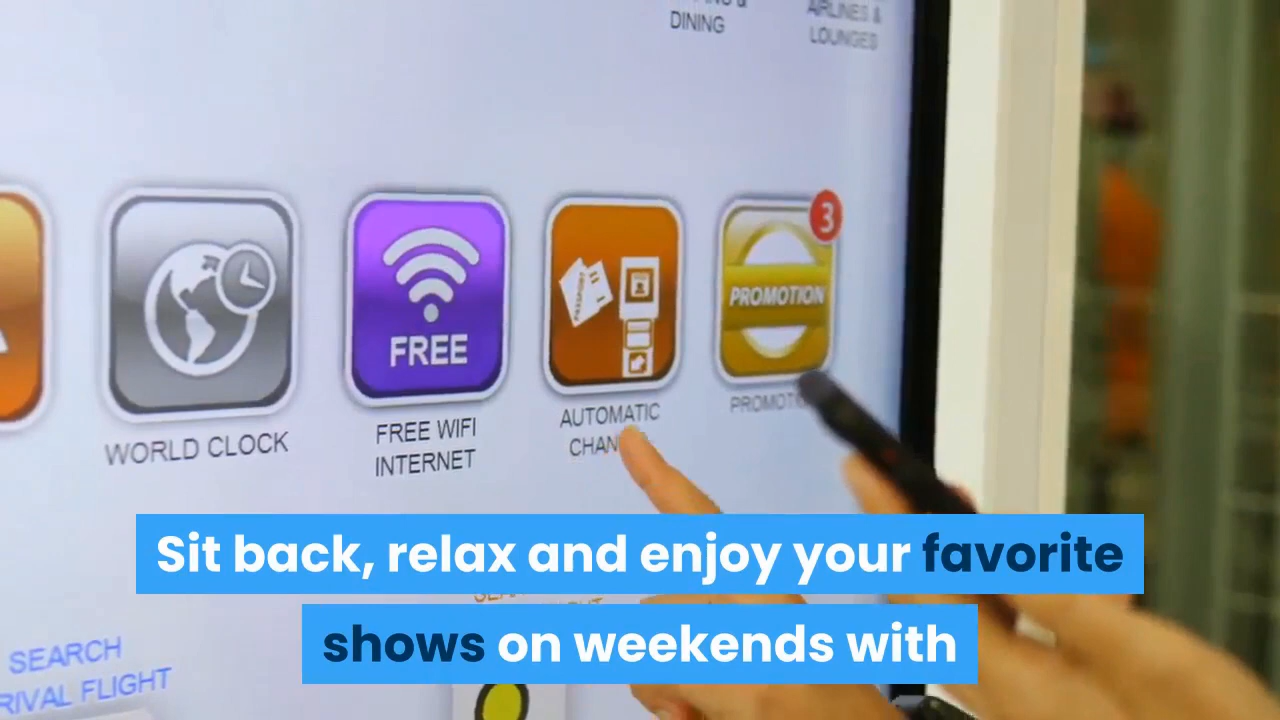 DINING
AIRLINES &
LOUNGES
3
PROMOTION
FREE
PASSPORT
WORLD CLOCK
FREE WIFI
INTERNET
AUTOMATIC
Sit back, relax and enjoy your favorite
shows on weekends with
SEARCH
FLIGHT